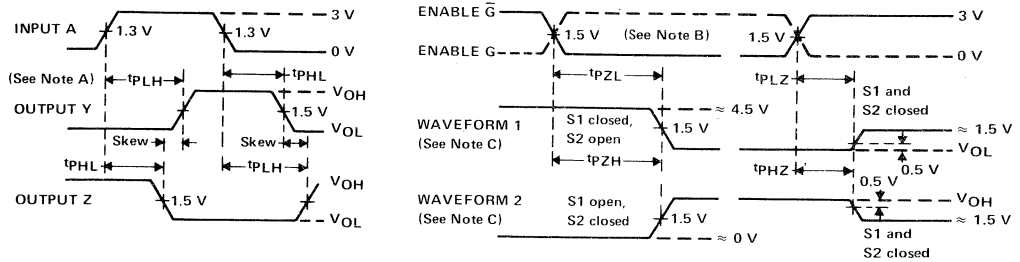 INPUT A
1.3 V
1.3 V
3 V
0 V
(See Note A)
tPLH
tPHL
OUTPUT Y
1.5 V
VOH
VOL
Skew
Skew
tPHL
tPLH
OUTPUT Z
1.5 V
VOH
VOL
ENABLE G̅
ENABLE G
1.5 V
(See Note B)
1.5 V
3 V
0 V
tPZL
tPLZ
WAVEFORM 1
(See Note C)
S1 closed,
S2 open
≈ 4.5 V
1.5 V
S1 and
S2 closed
≈ 1.5 V
VOL
0.5 V
tPZH
tPHZ
0.5 V
WAVEFORM 2
(See Note C)
S1 open,
S2 closed
1.5 V
≈ 0 V
VOH
≈ 1.5 V
S1 and
S2 closed